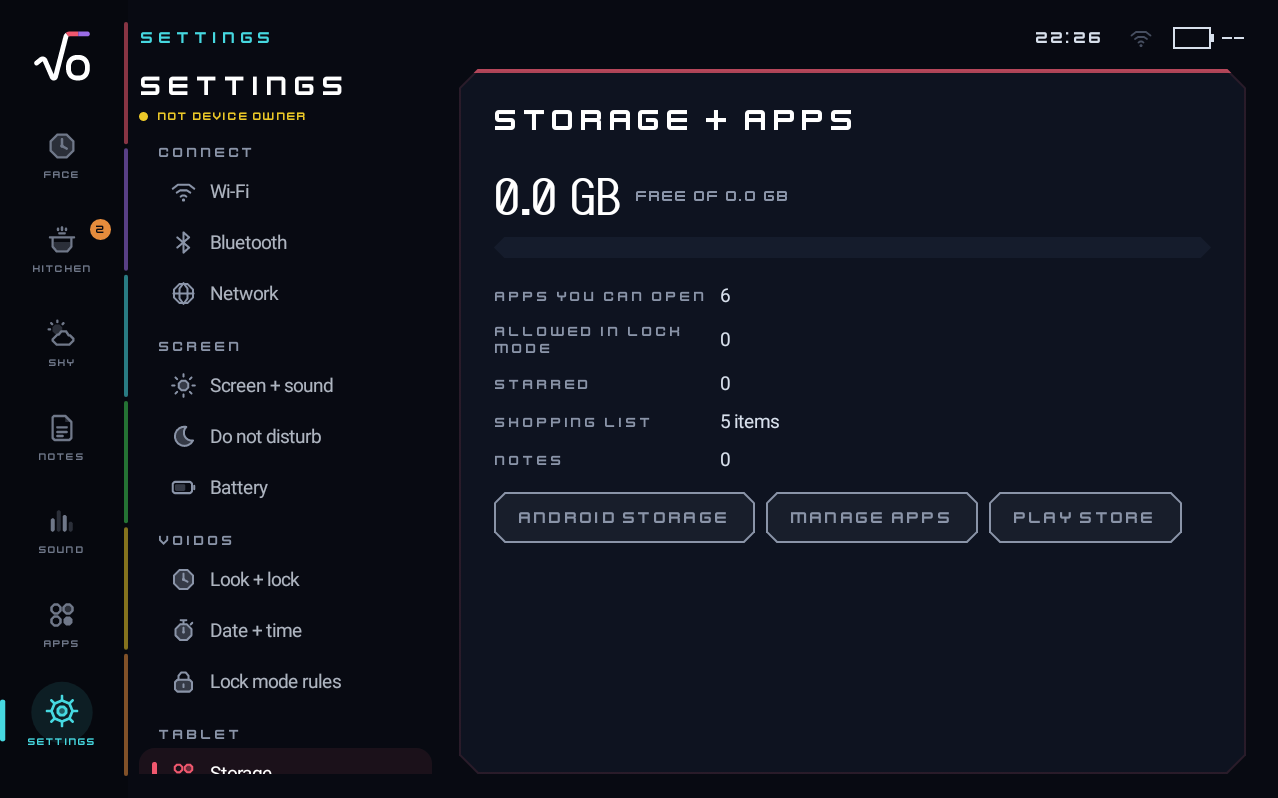 √o
SETTINGS
22:26
--
SETTINGS
NOT DEVICE OWNER
FACE
2
KITCHEN
SKY
NOTES
SOUND
APPS
SETTINGS
CONNECT
Wi-Fi
Bluetooth
Network
SCREEN
Screen + sound
Do not disturb
Battery
VOIDOS
Look + lock
Date + time
Lock mode rules
TABLET
Storage
STORAGE + APPS
0.0 GB FREE OF 0.0 GB
APPS YOU CAN OPEN 6
ALLOWED IN LOCK
MODE 0
STARRED 0
SHOPPING LIST 5 items
NOTES 0
ANDROID STORAGE MANAGE APPS PLAY STORE